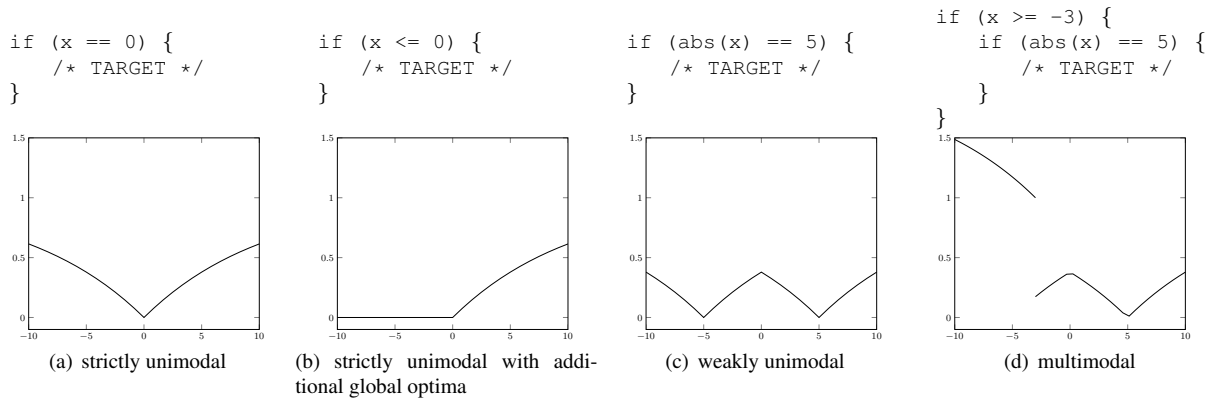 if (x == 0) {
    /* TARGET */
}
1.5
1
0.5
0
−10
−5
0
5
10
(a) strictly unimodal
if (x <= 0) {
    /* TARGET */
}
1.5
1
0.5
0
−10
−5
0
5
10
(b) strictly unimodal with addi-
tional global optima
if (abs(x) == 5) {
    /* TARGET */
}
1.5
1
0.5
0
−10
−5
0
5
10
(c) weakly unimodal
if (x >= -3) {
    if (abs(x) == 5) {
        /* TARGET */
    }
}
1.5
1
0.5
0
−10
−5
0
5
10
(d) multimodal